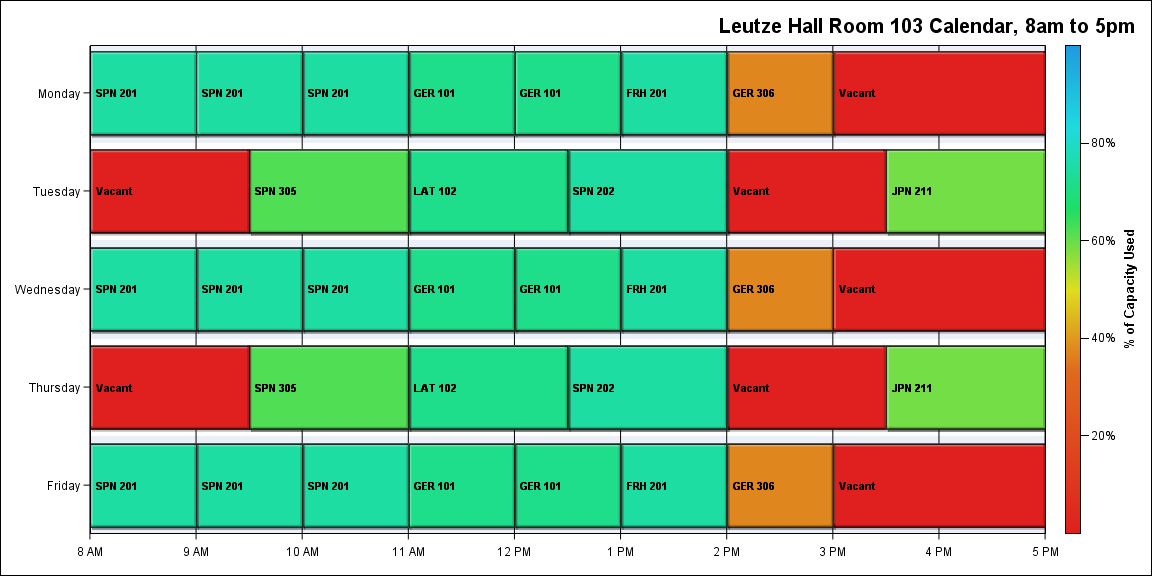 Leutze Hall Room 103 Calendar, 8am to 5pm
Monday
SPN 201 SPN 201 SPN 201 GER 101 GER 101 FRH 201 GER 306 Vacant
Tuesday
Vacant SPN 305 LAT 102 SPN 202 Vacant JPN 211
Wednesday
SPN 201 SPN 201 SPN 201 GER 101 GER 101 FRH 201 GER 306 Vacant
Thursday
Vacant SPN 305 LAT 102 SPN 202 Vacant JPN 211
Friday
SPN 201 SPN 201 SPN 201 GER 101 GER 101 FRH 201 GER 306 Vacant
8 AM 9 AM 10 AM 11 AM 12 PM 1 PM 2 PM 3 PM 4 PM 5 PM
80%
60%
40%
20%
% of Capacity Used